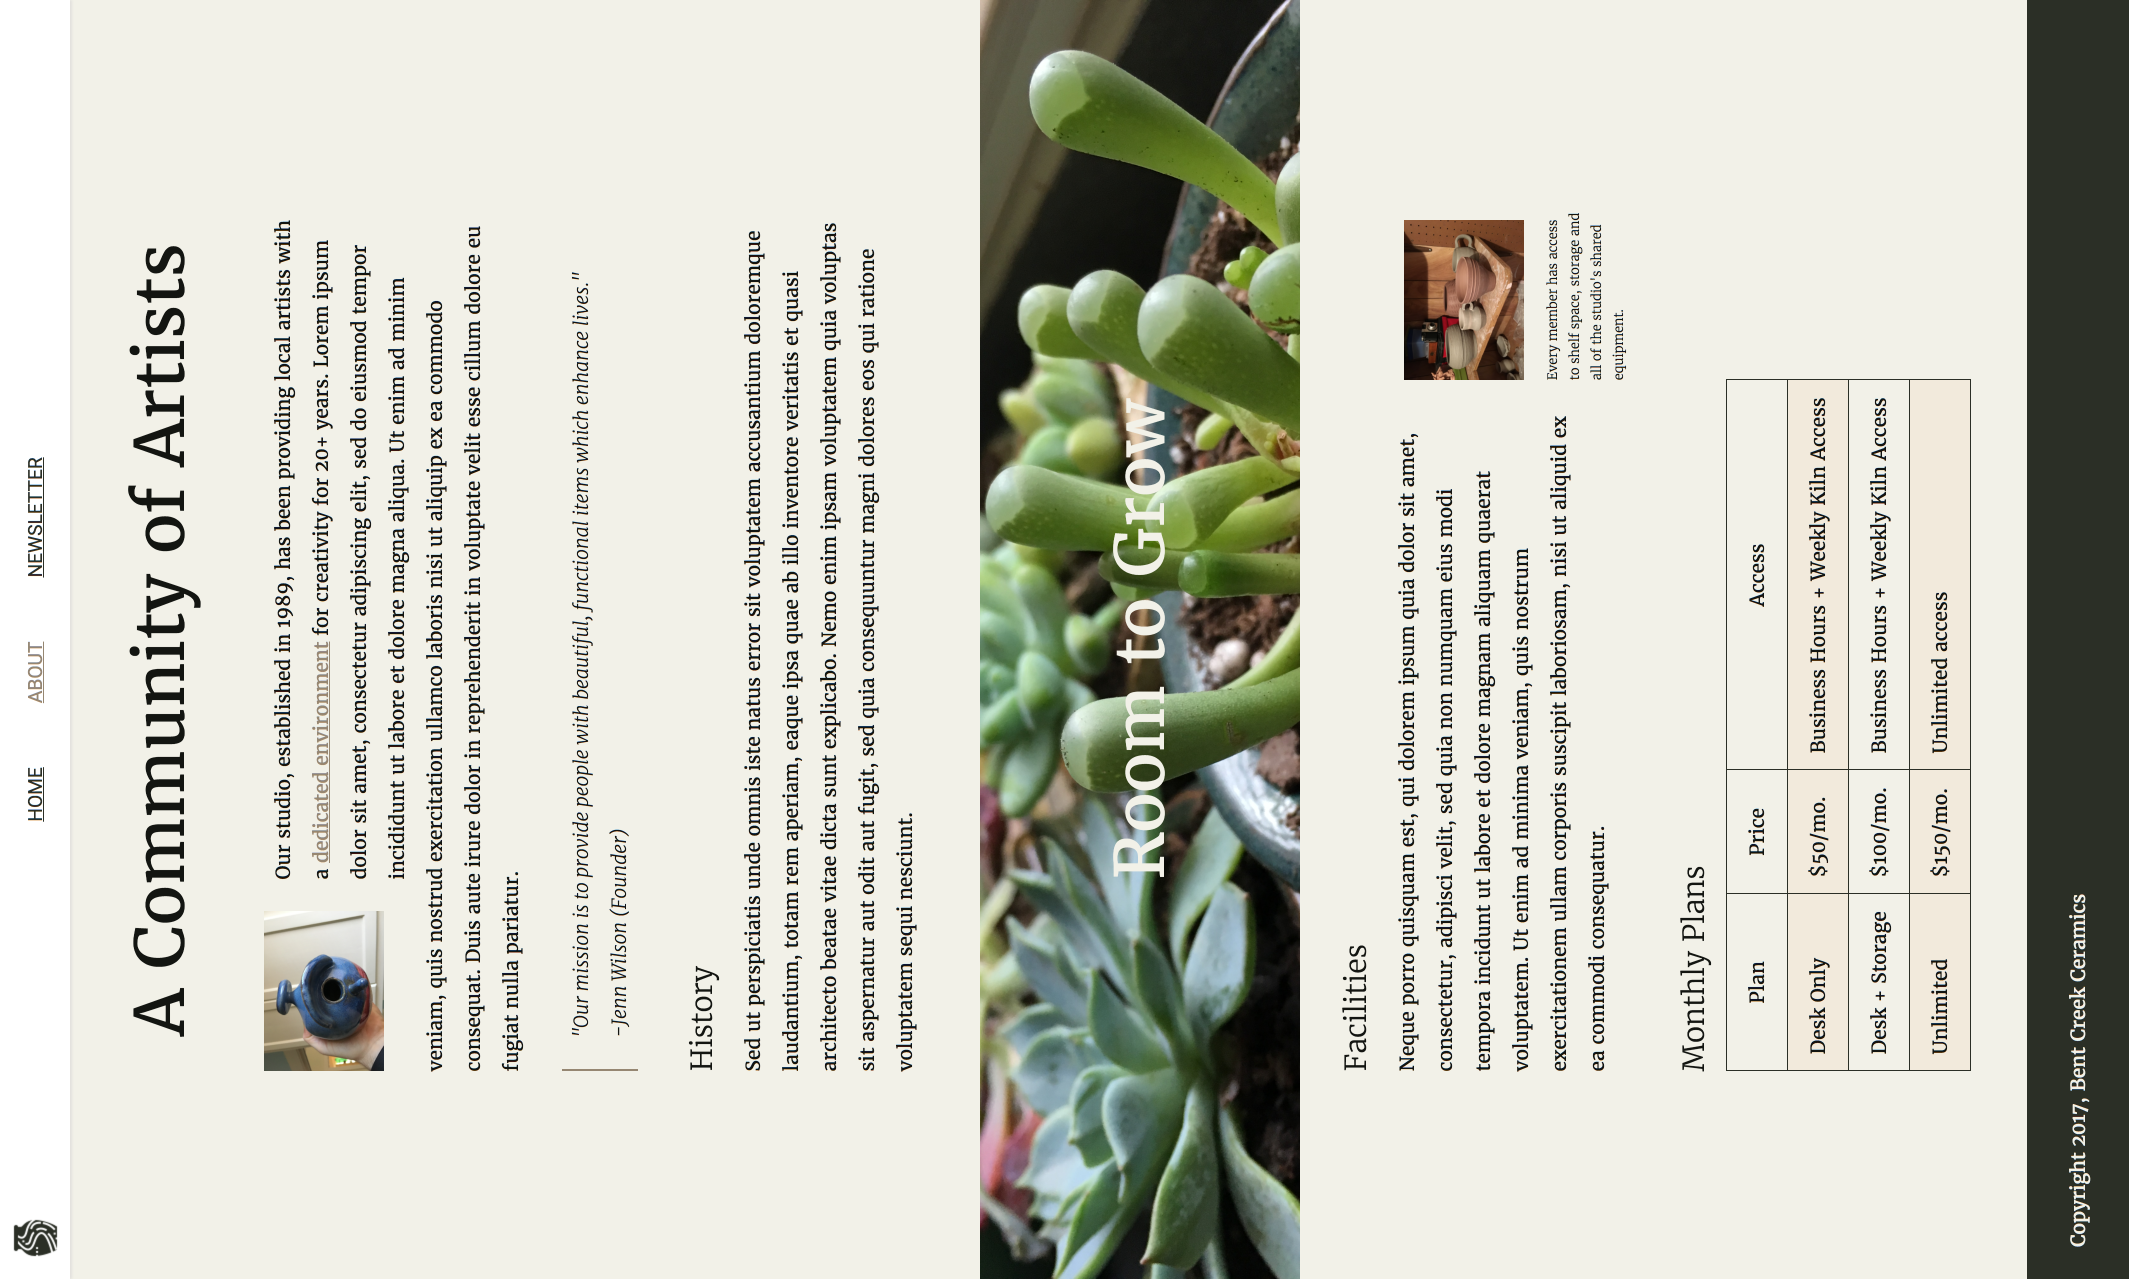 HOME ABOUT NEWSLETTER
A Community of Artists
Our studio, established in 1989, has been providing local artists with
a dedicated environment for creativity for 20+ years. Lorem ipsum
dolor sit amet, consectetur adipiscing elit, sed do eiusmod tempor
incididunt ut labore et dolore magna aliqua. Ut enim ad minim
veniam, quis nostrud exercitation ullamco laboris nisi ut aliquip ex ea commodo
consequat. Duis aute irure dolor in reprehenderit in voluptate velit esse cillum dolore eu
fugiat nulla pariatur.
"Our mission is to provide people with beautiful, functional items which enhance lives."
–Jenn Wilson (Founder)
History
Sed ut perspiciatis unde omnis iste natus error sit voluptatem accusantium doloremque
laudantium, totam rem aperiam, eaque ipsa quae ab illo inventore veritatis et quasi
architecto beatae vitae dicta sunt explicabo. Nemo enim ipsam voluptatem quia voluptas
sit aspernatur aut odit aut fugit, sed quia consequuntur magni dolores eos qui ratione
voluptatem sequi nesciunt.
Room to Grow
Facilities
Neque porro quisquam est, qui dolorem ipsum quia dolor sit amet,
consectetur, adipisci velit, sed quia non numquam eius modi
tempora incidunt ut labore et dolore magnam aliquam quaerat
voluptatem. Ut enim ad minima veniam, quis nostrum
exercitationem ullam corporis suscipit laboriosam, nisi ut aliquid ex
ea commodi consequatur.
Every member has access
to shelf space, storage and
all of the studio's shared
equipment.
Monthly Plans
Plan Price Access
Desk Only $50/mo. Business Hours + Weekly Kiln Access
Desk + Storage $100/mo. Business Hours + Weekly Kiln Access
Unlimited $150/mo. Unlimited access
Copyright 2017, Bent Creek Ceramics